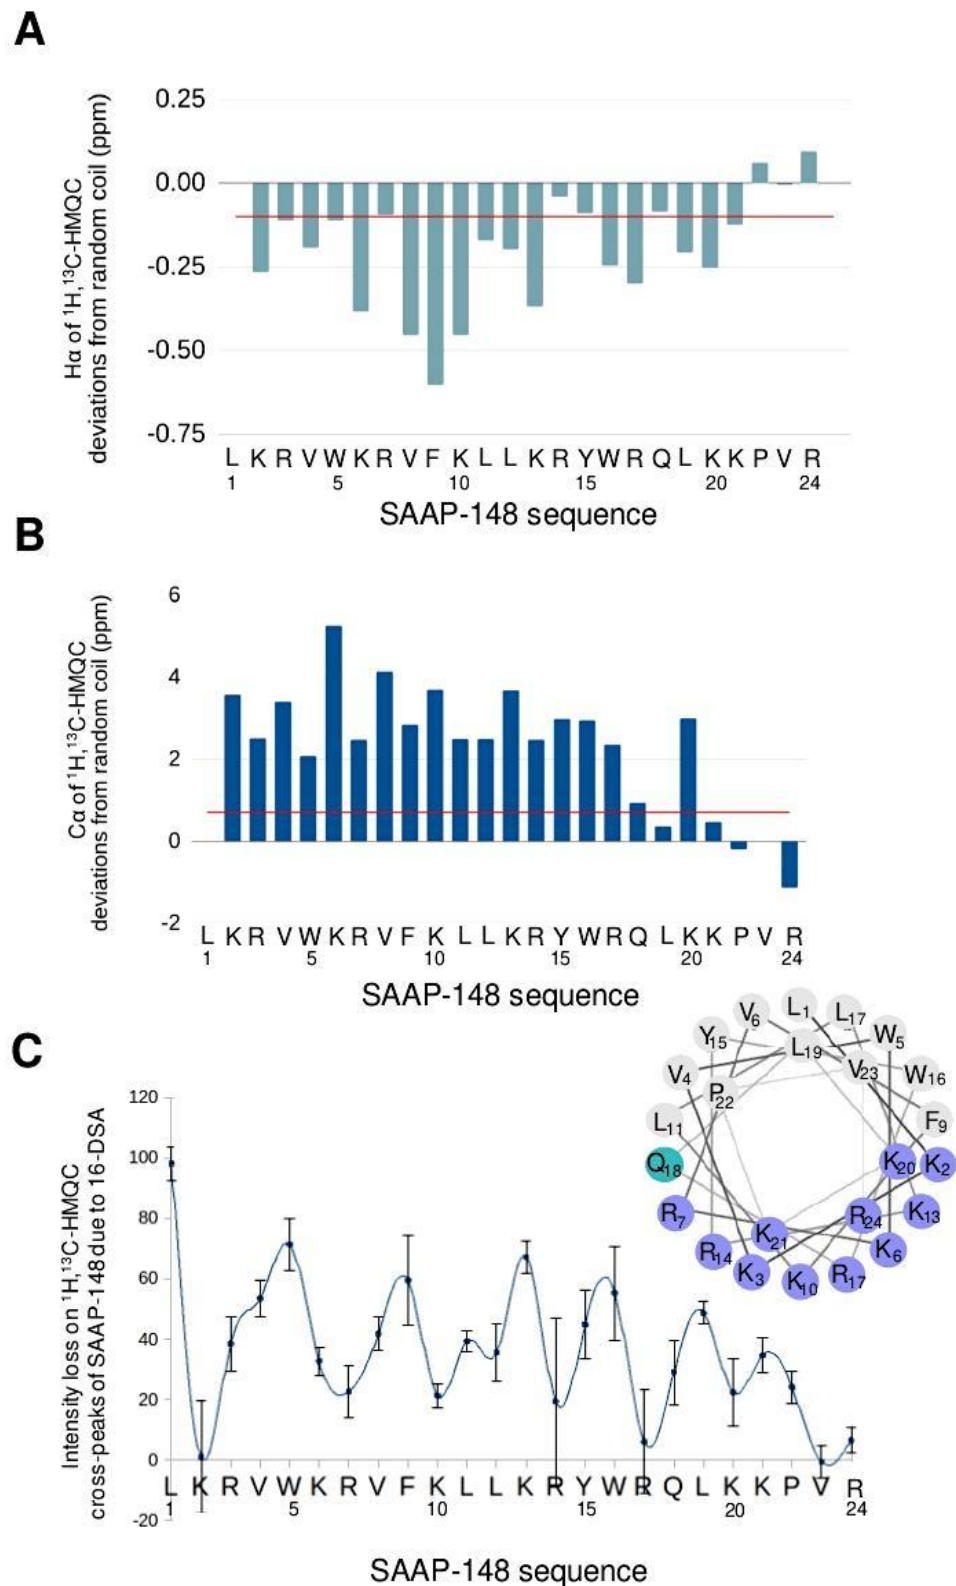 A
0.25
0.00
-0.25
-0.50
-0.75
Hα of ¹H,¹³C-HMQC
deviations from random coil (ppm)
L K R V W K R V F K L L K R Y W R Q L K K P V R
1 5 10 15 20 24
SAAP-148 sequence
B
6
4
2
0
-2
Cα of ¹H,¹³C-HMQC
deviations from random coil (ppm)
L K R V W K R V F K L L K R Y W R Q L K K P V R
1 5 10 15 20 24
SAAP-148 sequence
C
120
100
80
60
40
20
0
-20
Intensity loss on ¹H,¹³C-HMQC
cross-peaks of SAAP-148 due to 16-DSA
L K R V W K R V F K L L K R Y W R Q L K K P V R
1 5 10 15 20 24
SAAP-148 sequence
V6 L1 L17
Y15 L19 W5
V4 P22 V23 W16
L11 F9
Q18 K20 K2
R7 K21 R24 K13
R14 K6
K3 K10 R17